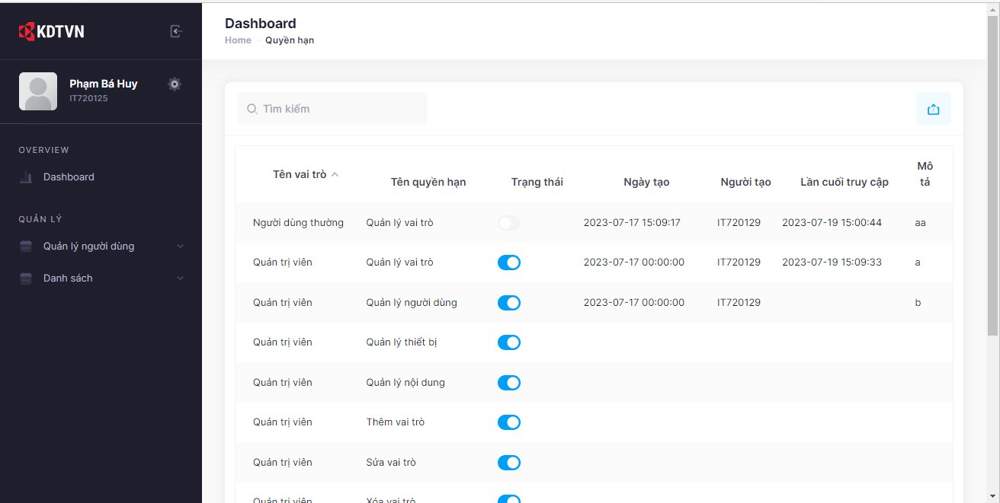 KDTVN
Phạm Bá Huy
IT720125
OVERVIEW
Dashboard
QUẢN LÝ
Quản lý người dùng
Danh sách
Dashboard
Home - Quyền hạn
Tìm kiếm
Tên vai trò Tên quyền hạn Trạng thái Ngày tạo Người tạo Lần cuối truy cập Mô tả
Người dùng thường Quản lý vai trò 2023-07-17 15:09:17 IT720129 2023-07-19 15:00:44 aa
Quản trị viên Quản lý vai trò 2023-07-17 00:00:00 IT720129 2023-07-19 15:09:33 a
Quản trị viên Quản lý người dùng 2023-07-17 00:00:00 IT720129 b
Quản trị viên Quản lý thiết bị
Quản trị viên Quản lý nội dung
Quản trị viên Thêm vai trò
Quản trị viên Sửa vai trò
Quản trị viên Xóa vai trò